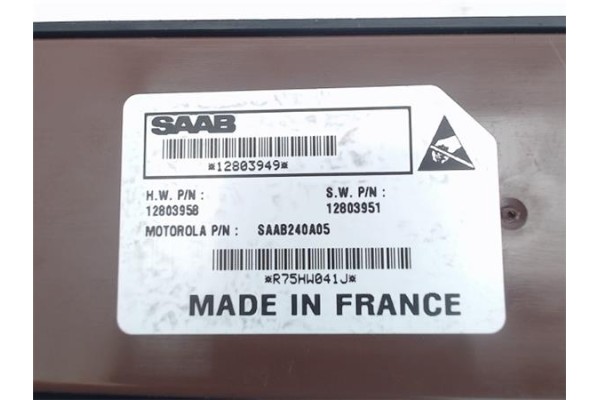 SAAB
*12803949*
H.W. P/N : S.W. P/N :
12803958 12803951
MOTOROLA P/N : SAAB240A05
*R75HW041J*
MADE IN FRANCE